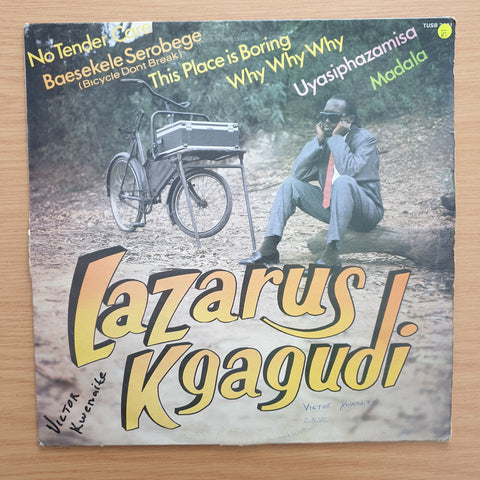 No Tender Care
Baesekele Serobege
(Bicycle Dont Break)
This Place is Boring
Why Why Why
Uyasiphazamisa
Madala
TUSB
Lazarus
Kgagudi
VICTOR
Kwenaite
VICTOR